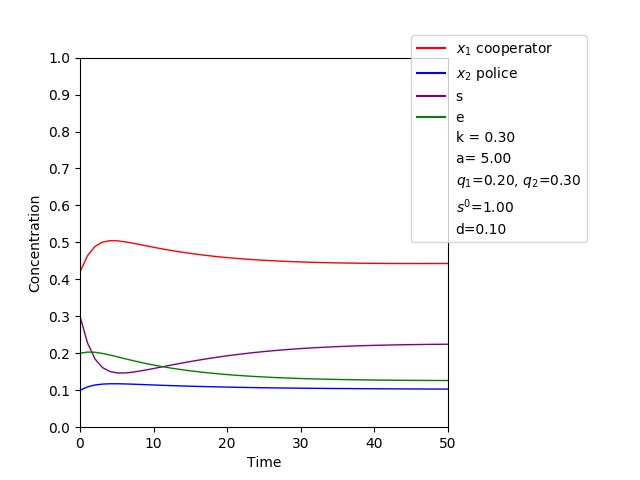 x₁ cooperator
x₂ police
s
e
k = 0.30
a= 5.00
q₁=0.20, q₂=0.30
s⁰=1.00
d=0.10
1.0
0.9
0.8
0.7
0.6
0.5
0.4
0.3
0.2
0.1
0.0
Concentration
0 10 20 30 40 50
Time